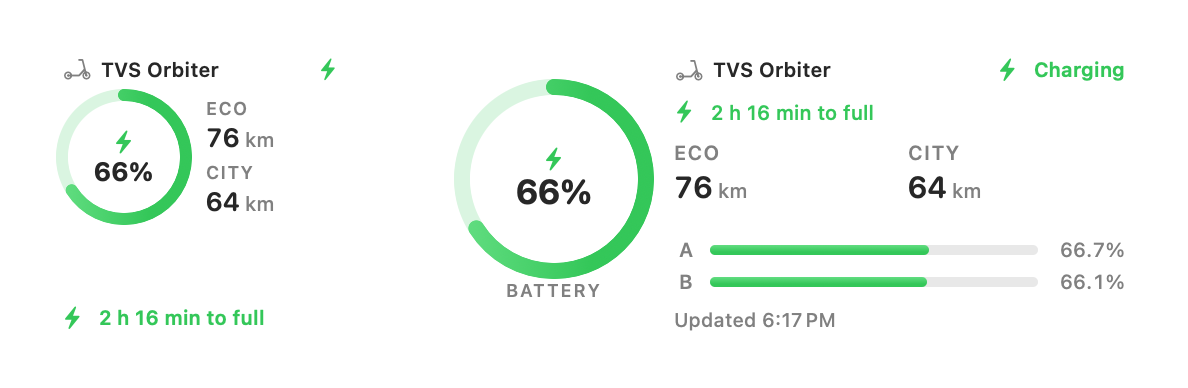 TVS Orbiter
66%
ECO
76 km
CITY
64 km
2 h 16 min to full
66%
BATTERY
TVS Orbiter
Charging
2 h 16 min to full
ECO
CITY
76 km
64 km
A 66.7%
B 66.1%
Updated 6:17 PM